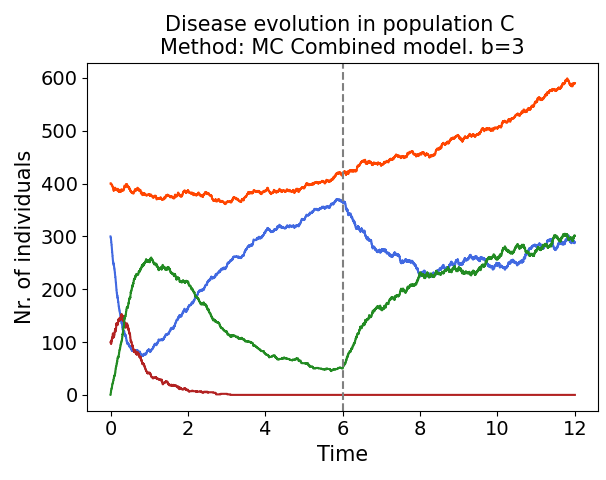 Disease evolution in population C
Method: MC Combined model. b=3
600
500
400
300
200
100
0
Nr. of individuals
0 2 4 6 8 10 12
Time